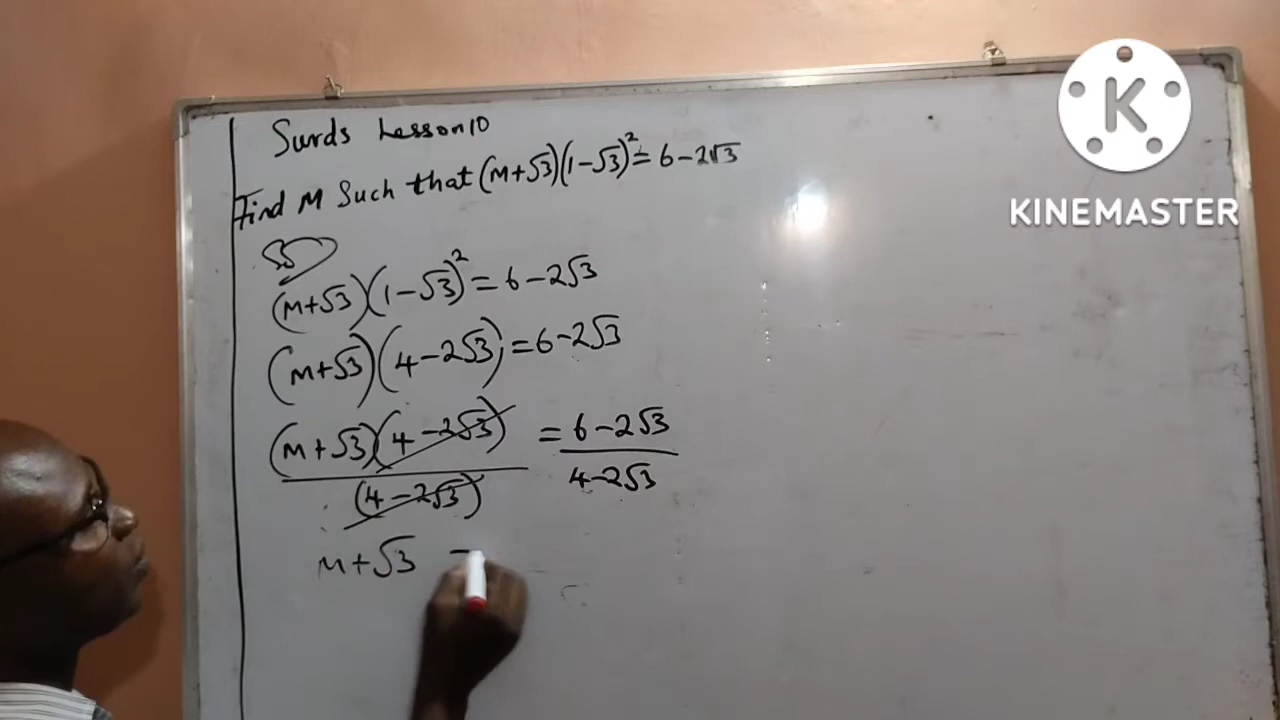 Surds Lesson 10
Find M Such that (M+√3)(1-√3)² = 6-2√3
(M+√3)(1-√3)² = 6-2√3
(M+√3)(4-2√3) = 6-2√3
(M+√3)(4-2√3) / (4-2√3) = 6-2√3 / 4-2√3
M+√3 =
K
KINEMASTER